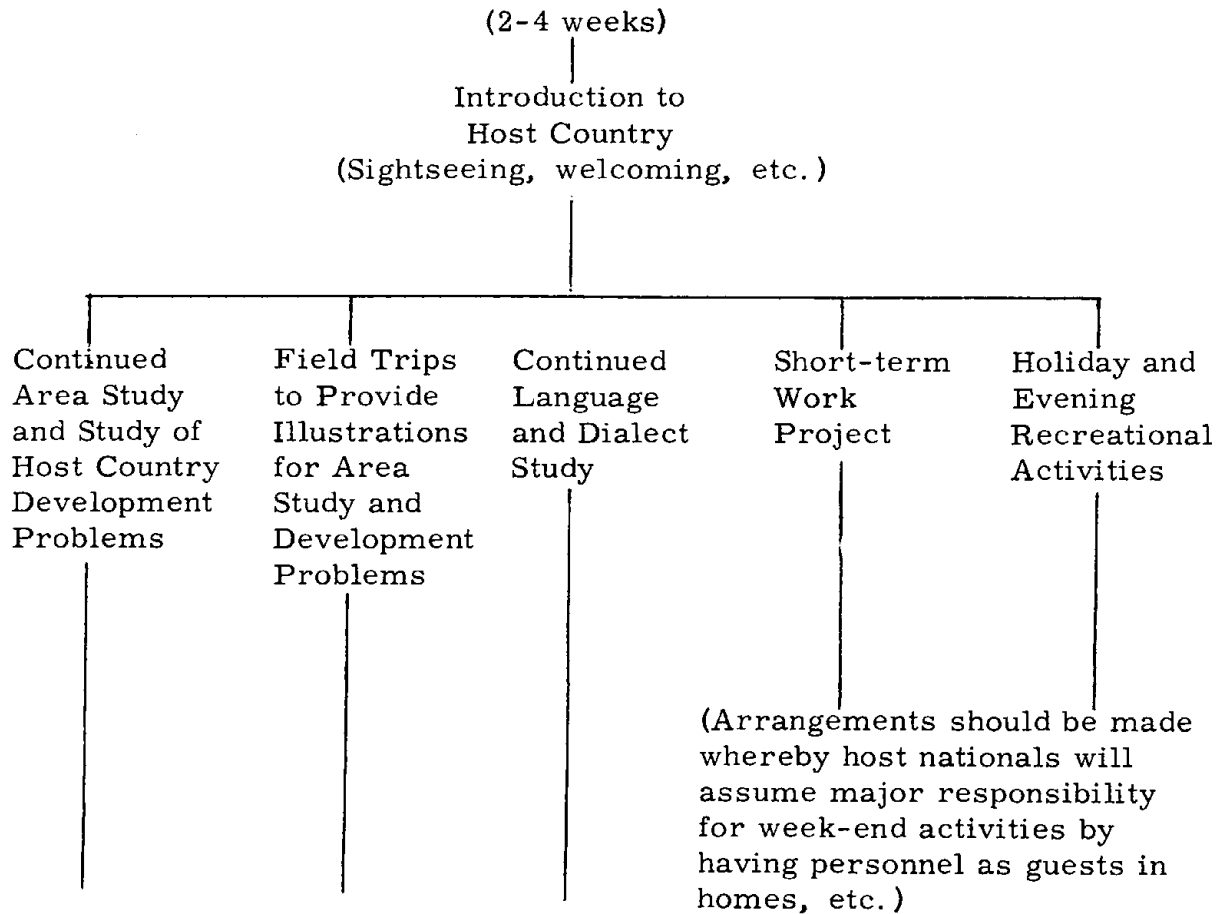 (2-4 weeks)
Introduction to
Host Country
(Sightseeing, welcoming, etc.)
Continued
Area Study
and Study of
Host Country
Development
Problems
Field Trips
to Provide
Illustrations
for Area
Study and
Development
Problems
Continued
Language
and Dialect
Study
Short-term
Work
Project
Holiday and
Evening
Recreational
Activities
(Arrangements should be made
whereby host nationals will
assume major responsibility
for week-end activities by
having personnel as guests in
homes, etc.)